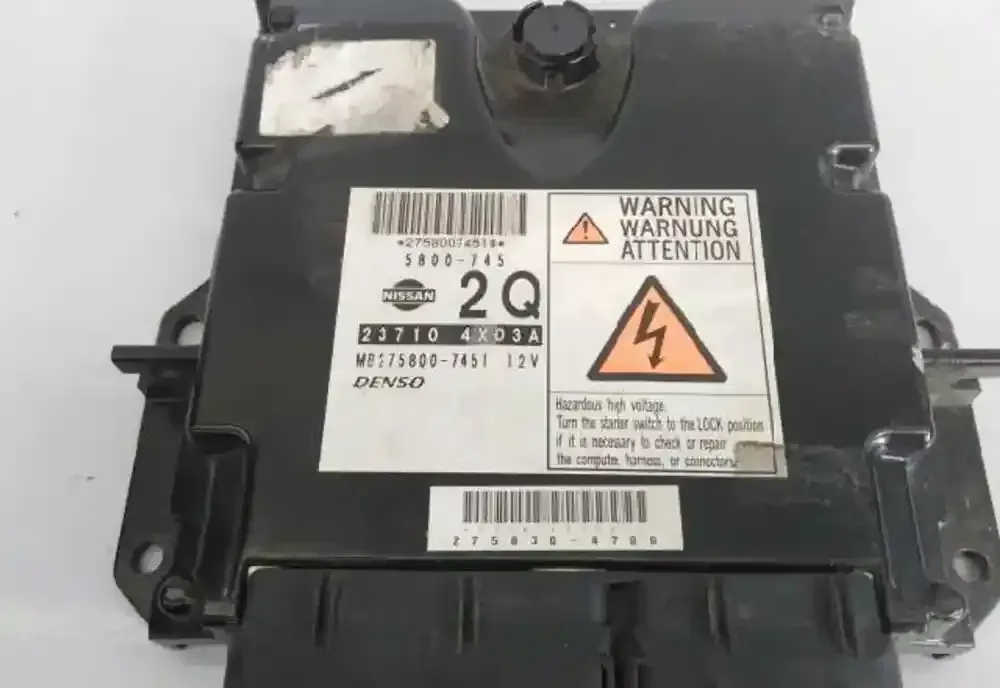 *2758007451*
5800-745
NISSAN
2Q
23710 4X03A
MB275800-7451 12V
DENSO
WARNING
WARNUNG
ATTENTION
Hazardous high voltage.
Turn the starter switch to the LOCK position
if it is necessary to check or repair
the computer, harness, or connectors.
275830-4789